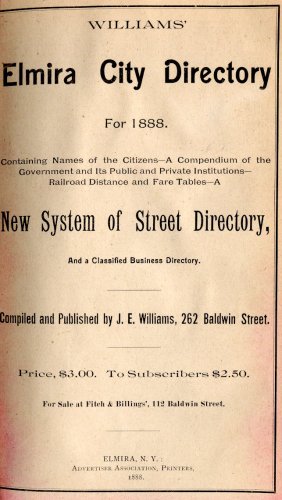 WILLIAMS'
Elmira City Directory
For 1888.
Containing Names of the Citizens—A Compendium of the
Government and Its Public and Private Institutions—
Railroad Distance and Fare Tables—A
New System of Street Directory,
And a Classified Business Directory.
Compiled and Published by J. E. Williams, 262 Baldwin Street.
Price, $3.00. To Subscribers $2.50.
For Sale at Fitch & Billings', 112 Baldwin Street.
ELMIRA, N. Y.:
ADVERTISER ASSOCIATION, PRINTERS,
1888.